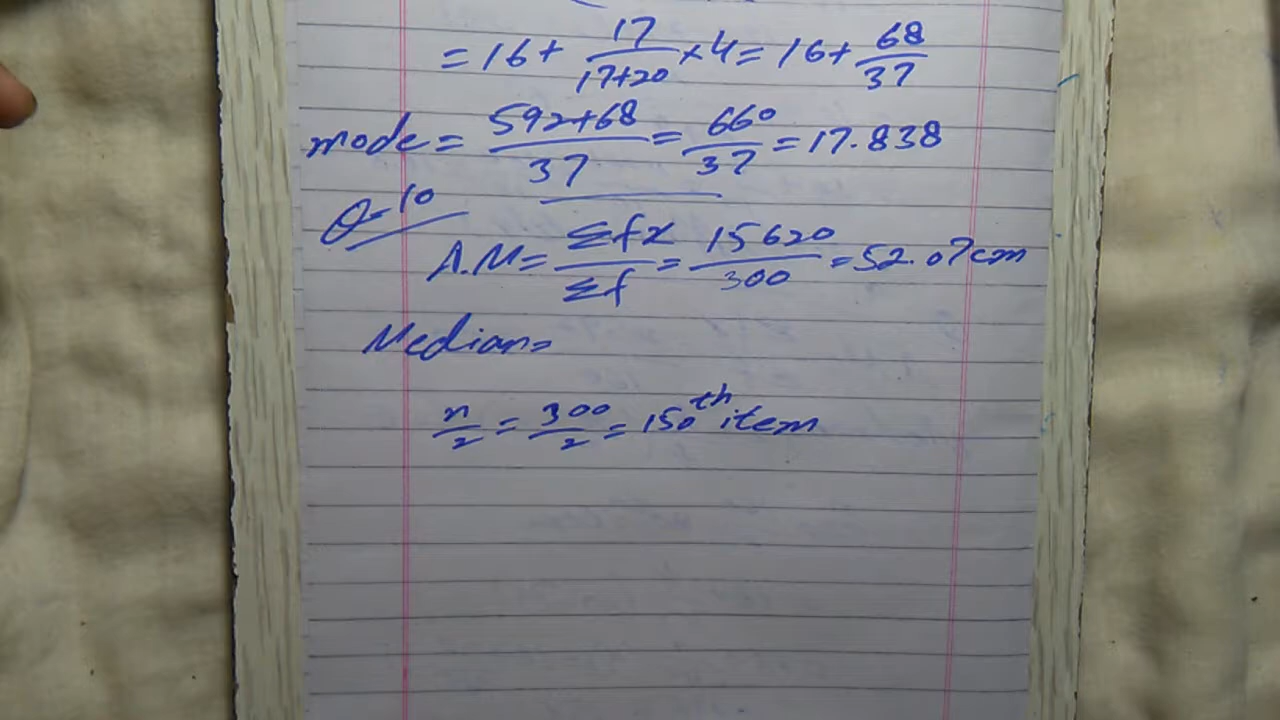 = 16 + 17/17+20 × 4 = 16 + 68/37
mode = 592+68/37 = 660/37 = 17.838
Q-10
A.M = Σfx/Σf = 15620/300 = 52.07cm
Median =
n/2 = 300/2 = 150th item